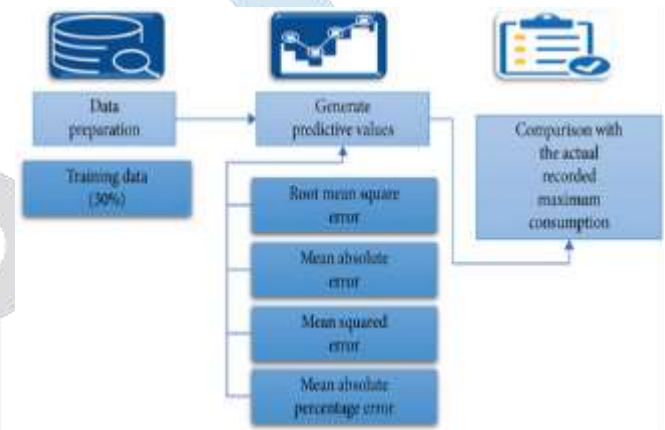 Data
preparation
Training data
(30%)
Generate
predictive values
Root mean square
error
Mean absolute
error
Mean squared
error
Mean absolute
percentage error
Comparison with
the actual
recorded
maximum
consumption